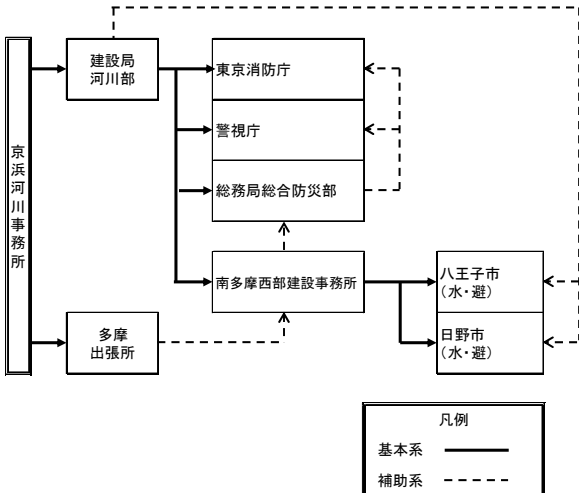 京浜河川事務所
建設局
河川部
東京消防庁
警視庁
総務局総合防災部
南多摩西部建設事務所
八王子市
(水・避)
日野市
(水・避)
多摩
出張所
凡例
基本系
補助系